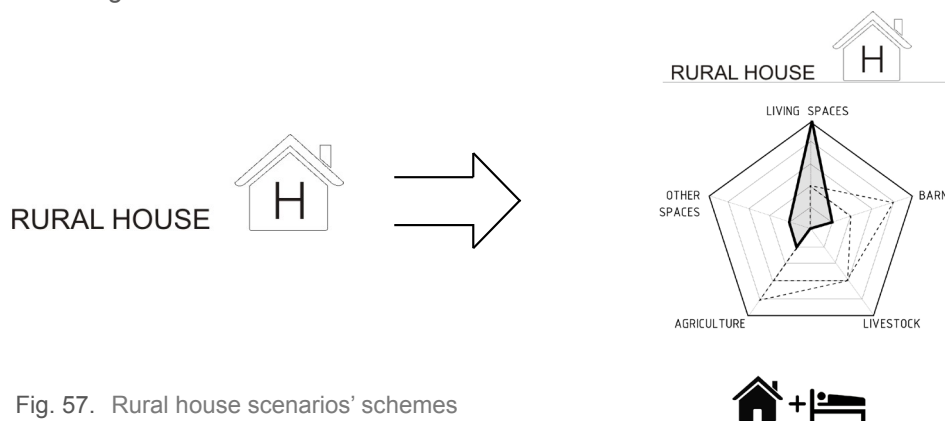 RURAL HOUSE
H
RURAL HOUSE
H
LIVING SPACES
OTHER
SPACES
BARN
AGRICULTURE
LIVESTOCK
Fig. 57. Rural house scenarios' schemes
+